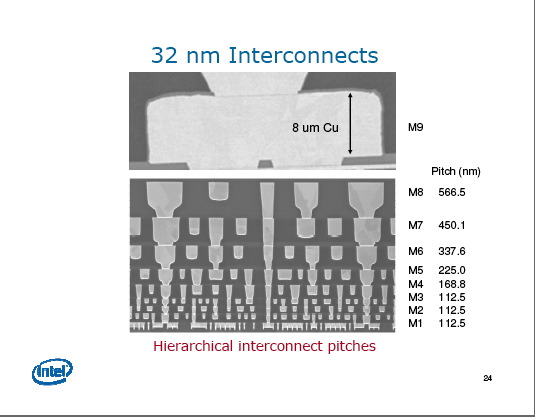 32 nm Interconnects
8 um Cu
M9
Pitch (nm)
M8 566.5
M7 450.1
M6 337.6
M5 225.0
M4 168.8
M3 112.5
M2 112.5
M1 112.5
Hierarchical interconnect pitches
intel
24